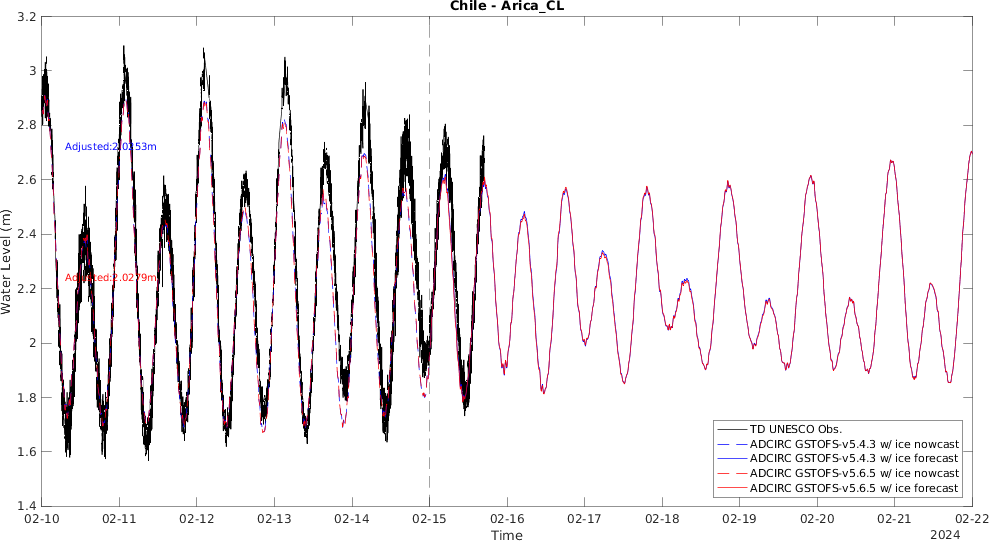 Chile - Arica_CL
3.2
3
2.8
2.6
2.4
2.2
2
1.8
1.6
1.4
Water Level (m)
Adjusted:2.0253m
Adjusted:2.0279m
TD UNESCO Obs.
ADCIRC GSTOFS-v5.4.3 w/ ice nowcast
ADCIRC GSTOFS-v5.4.3 w/ ice forecast
ADCIRC GSTOFS-v5.6.5 w/ ice nowcast
ADCIRC GSTOFS-v5.6.5 w/ ice forecast
02-10 02-11 02-12 02-13 02-14 02-15 02-16 02-17 02-18 02-19 02-20 02-21 02-22
Time
2024